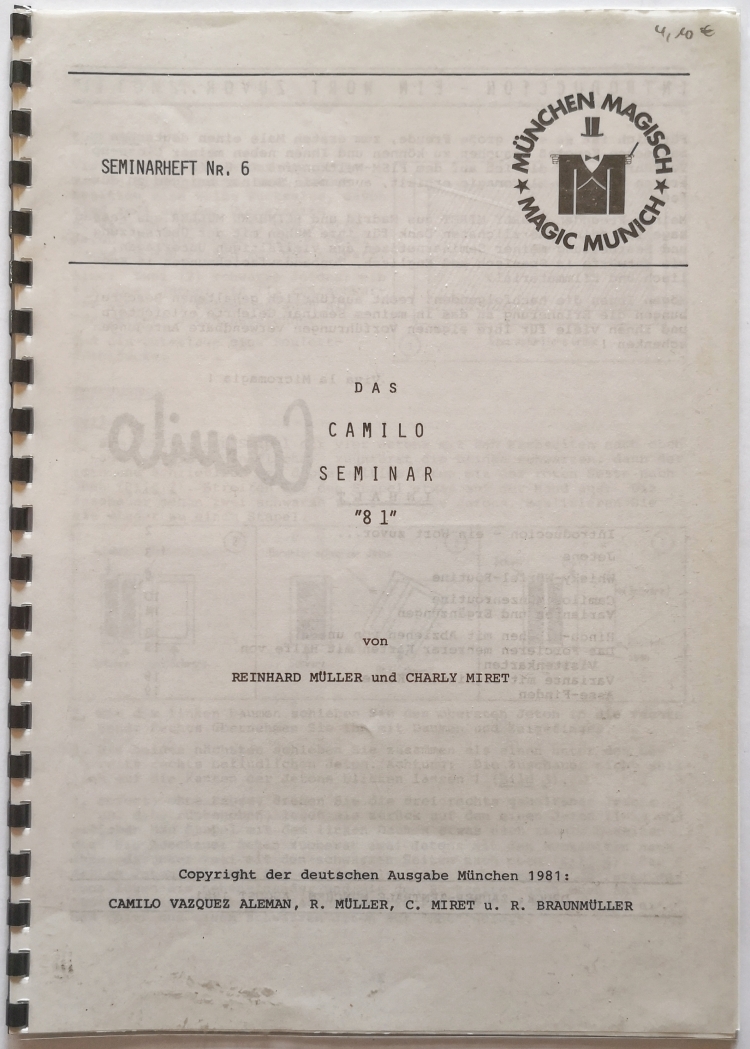 4,10 €
SEMINARHEFT NR. 6
MÜNCHEN MAGISCH
MAGIC MUNICH
DAS
CAMILO
SEMINAR
"81"
von
REINHARD MÜLLER und CHARLY MIRET
Copyright der deutschen Ausgabe München 1981:
CAMILO VAZQUEZ ALEMAN, R. MÜLLER, C. MIRET u. R. BRAUNMÜLLER